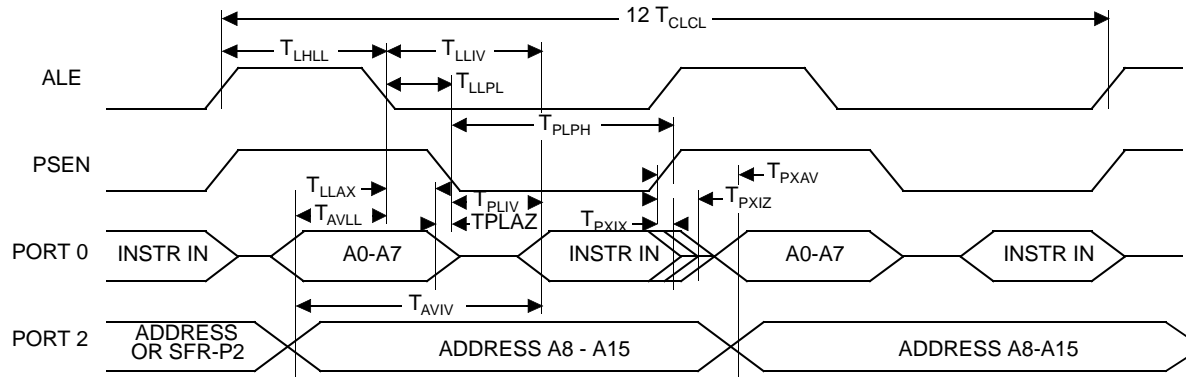 12 TCLCL
TLHLL
TLLIV
ALE
TLLPL
TPLPH
PSEN
TLLAX
TPLIV
TPXAV
TAVLL
TPLAZ
TPXIX
TPXIZ
PORT 0
INSTR IN
A0-A7
INSTR IN
A0-A7
INSTR IN
TAVIV
PORT 2
ADDRESS
OR SFR-P2
ADDRESS A8 - A15
ADDRESS A8-A15